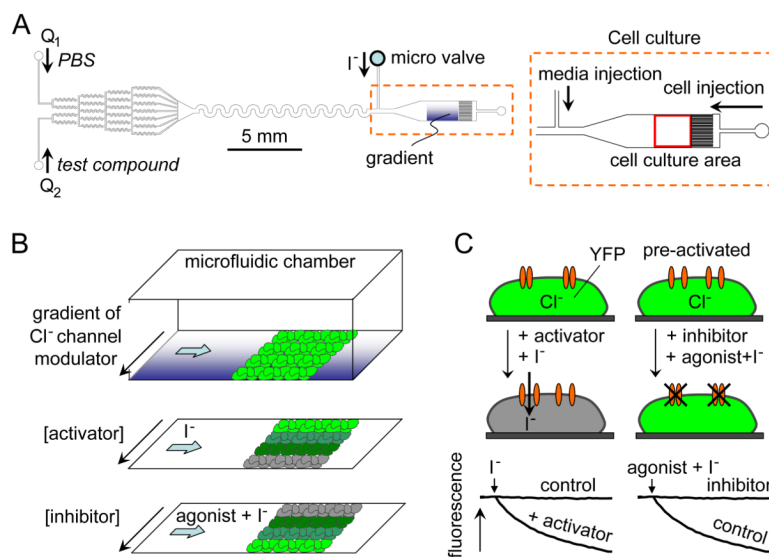 A
Q1
PBS
Q2
test compound
5 mm
I-
micro valve
gradient
Cell culture
media injection
cell injection
cell culture area
B
microfluidic chamber
gradient of
Cl- channel
modulator
[activator]
I-
[inhibitor]
agonist + I-
C
YFP
pre-activated
Cl-
Cl-
+ activator
+ I-
+ inhibitor
+ agonist+I-
I-
fluorescence
I-
control
+ activator
agonist + I-
inhibitor
control